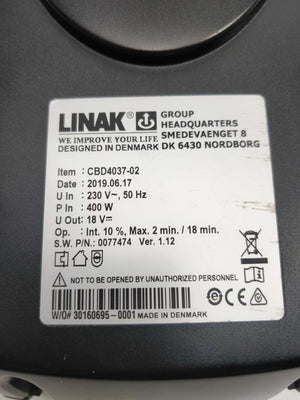 LINAK GROUP
HEADQUARTERS
WE IMPROVE YOUR LIFE SMEDEVAENGET 8
DESIGNED IN DENMARK DK 6430 NORDBORG
Item : CBD4037-02
Date : 2019.06.17
U In : 230 V~, 50 Hz
P In : 400 W
U Out : 18 V⎓
Op. : Int. 10 %, Max. 2 min. / 18 min.
S.W. P/N.: 0077474 Ver. 1.12
NOT TO BE OPENED BY UNAUTHORIZED PERSONNEL
W/O# 30160695-0001 MADE IN DENMARK